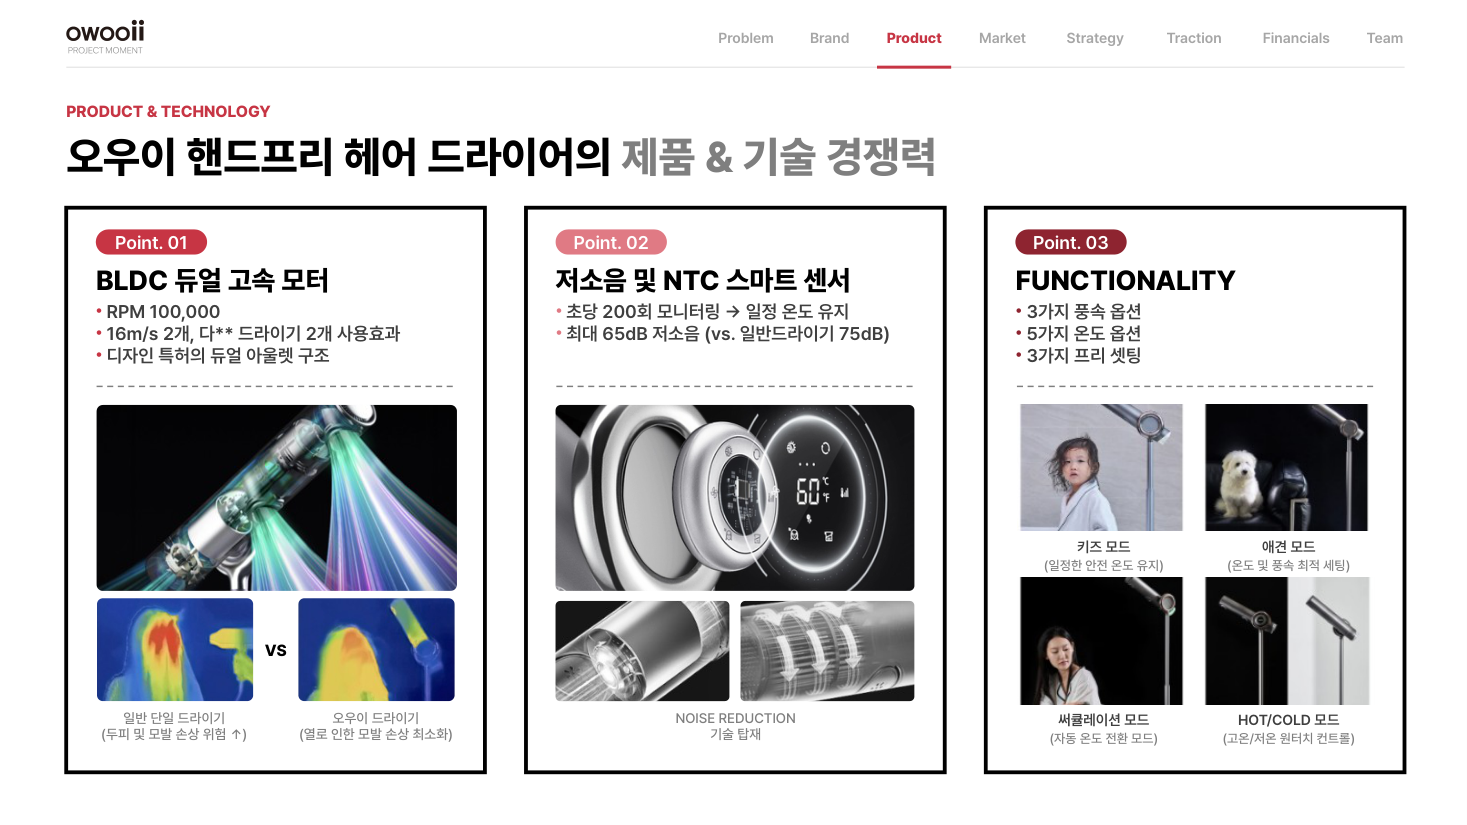 owooii
PROJECT MOMENT
Problem
Brand
Product
Market
Strategy
Traction
Financials
Team
PRODUCT & TECHNOLOGY
오우이 핸드프리 헤어 드라이어의 제품 & 기술 경쟁력
Point. 01
BLDC 듀얼 고속 모터
• RPM 100,000
• 16m/s 2개, 다** 드라이기 2개 사용효과
• 디자인 특허의 듀얼 아울렛 구조
VS
일반 단일 드라이기
(두피 및 모발 손상 위험 ↑)
오우이 드라이기
(열로 인한 모발 손상 최소화)
Point. 02
저소음 및 NTC 스마트 센서
• 초당 200회 모니터링 → 일정 온도 유지
• 최대 65dB 저소음 (vs. 일반드라이기 75dB)
60 °C
°F
NOISE REDUCTION
기술 탑재
Point. 03
FUNCTIONALITY
• 3가지 풍속 옵션
• 5가지 온도 옵션
• 3가지 프리 셋팅
키즈 모드
(일정한 안전 온도 유지)
애견 모드
(온도 및 풍속 최적 세팅)
써큘레이션 모드
(자동 온도 전환 모드)
HOT/COLD 모드
(고온/저온 원터치 컨트롤)